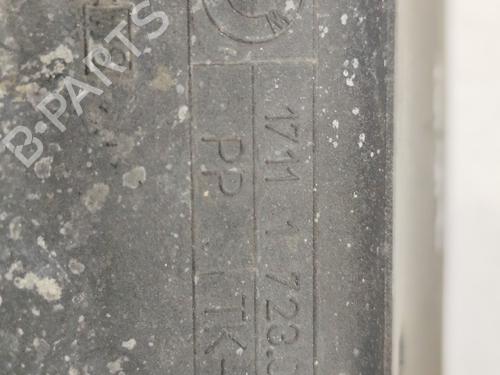 B-PARTS
W
1711 1 723.
PP TK-